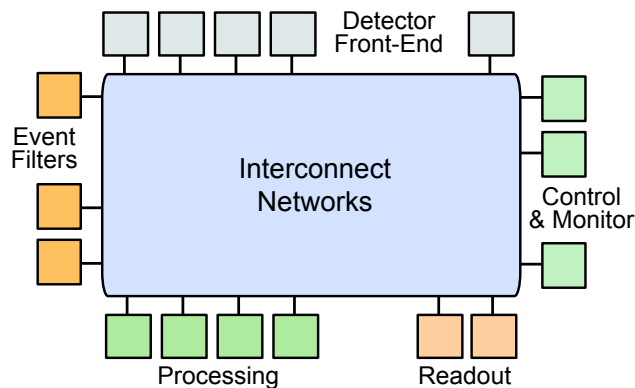 Detector
Front-End
Event
Filters
Interconnect
Networks
Control
& Monitor
Processing
Readout